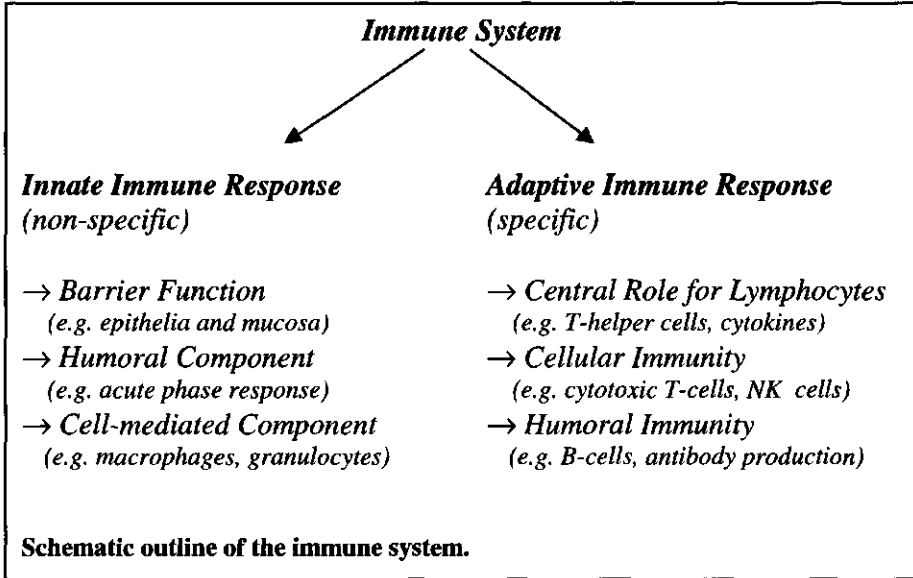 Immune System
Innate Immune Response
(non-specific)
→ Barrier Function
(e.g. epithelia and mucosa)
→ Humoral Component
(e.g. acute phase response)
→ Cell-mediated Component
(e.g. macrophages, granulocytes)
Adaptive Immune Response
(specific)
→ Central Role for Lymphocytes
(e.g. T-helper cells, cytokines)
→ Cellular Immunity
(e.g. cytotoxic T-cells, NK cells)
→ Humoral Immunity
(e.g. B-cells, antibody production)
Schematic outline of the immune system.